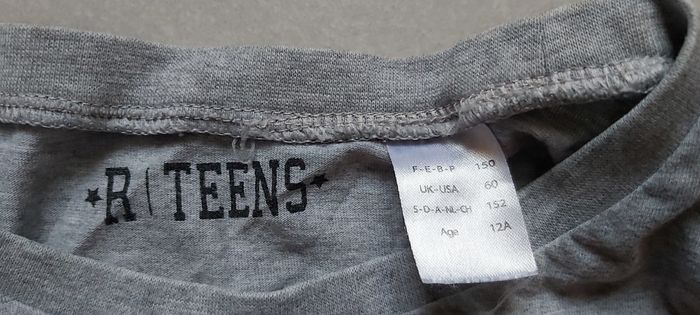 ★R | TEENS★
F-E-B-P 150
UK-USA 60
S-D-A-NL-CH 152
Age 12A